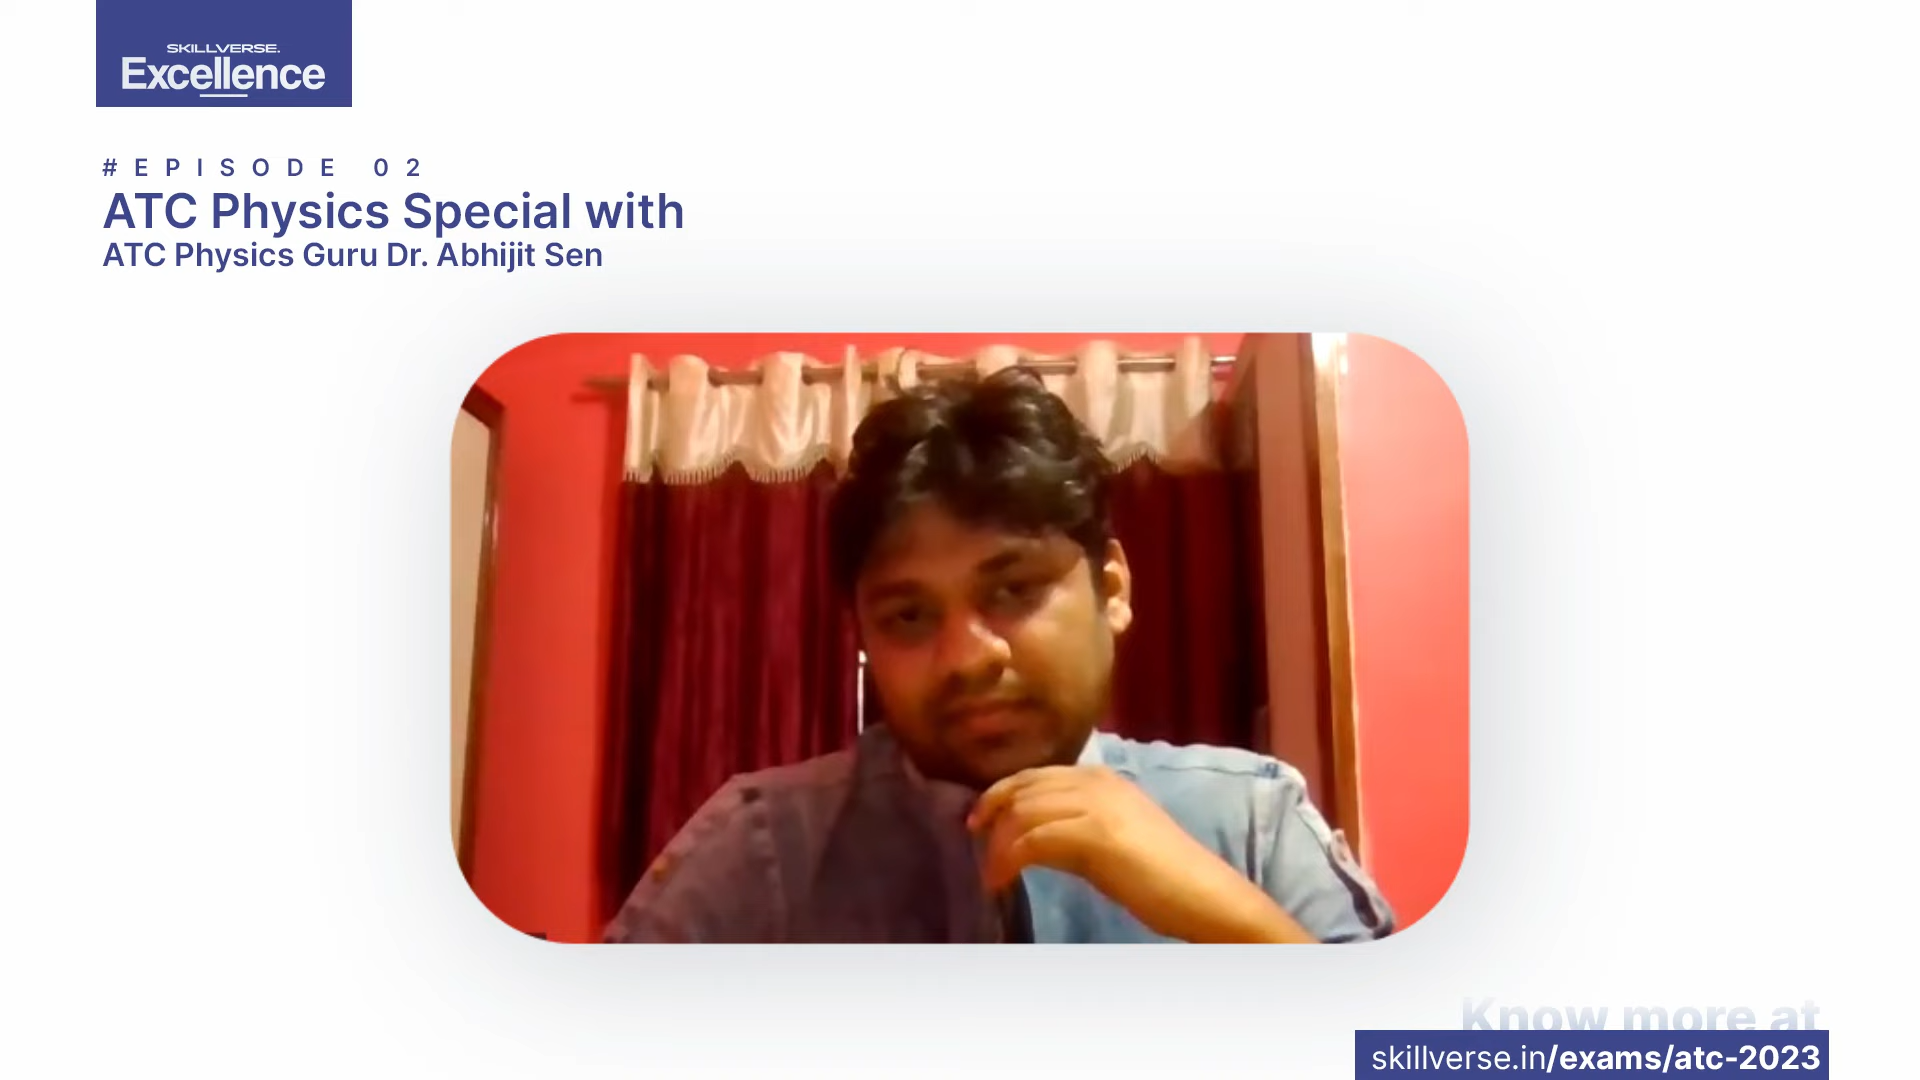 SKILLVERSE.
Excellence
#EPISODE 02
ATC Physics Special with
ATC Physics Guru Dr. Abhijit Sen
Know more at
skillverse.in/exams/atc-2023